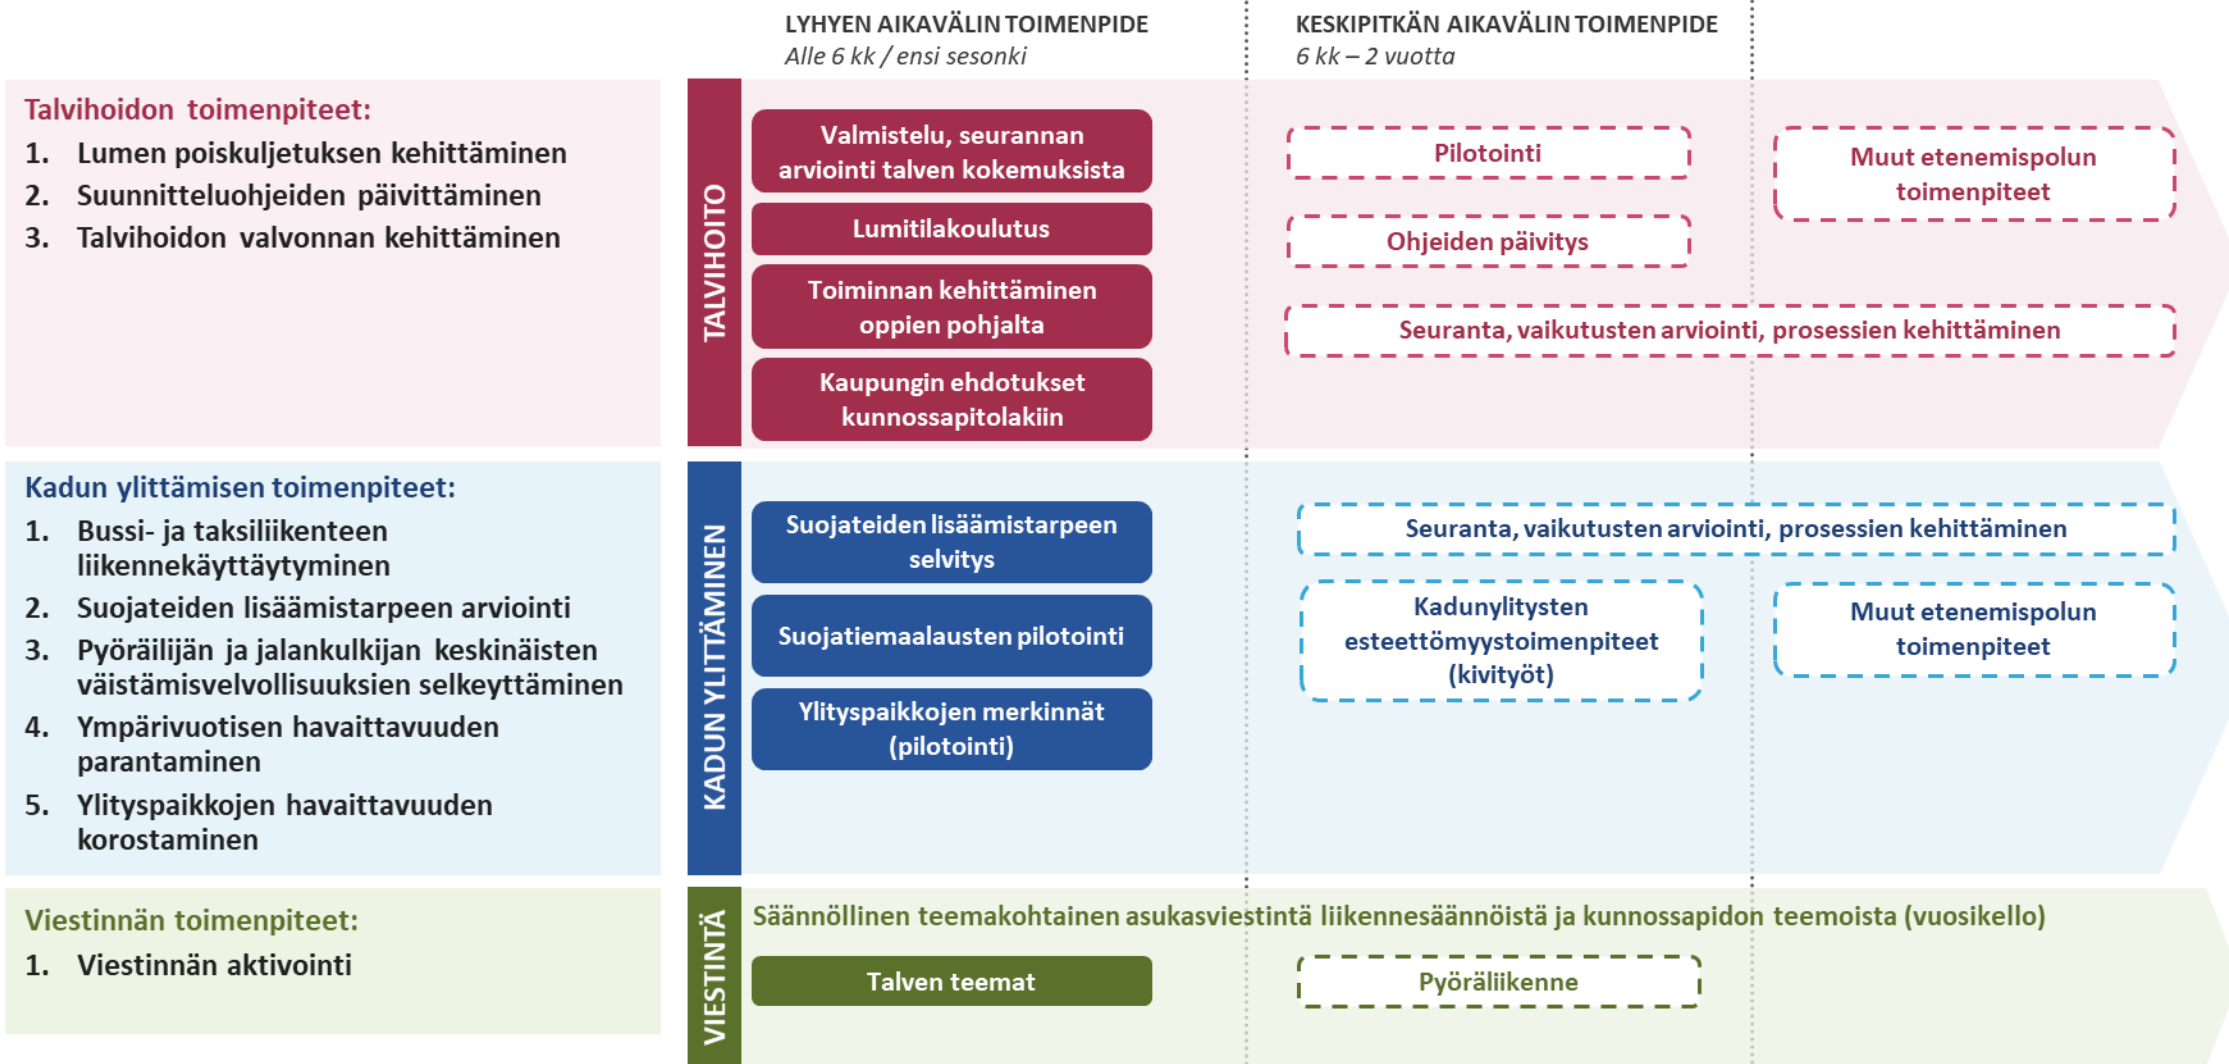 LYHYEN AIKAVÄLIN TOIMENPIDE
Alle 6 kk / ensi sesonki
KESKIPITKÄN AIKAVÄLIN TOIMENPIDE
6 kk – 2 vuotta
Talvihoidon toimenpiteet:
1. Lumen poiskuljetuksen kehittäminen
2. Suunnitteluohjeiden päivittäminen
3. Talvihoidon valvonnan kehittäminen
TALVIHOITO
Valmistelu, seurannan
arviointi talven kokemuksista
Lumitilakoulutus
Toiminnan kehittäminen
oppien pohjalta
Kaupungin ehdotukset
kunnossapitolakiin
Pilotointi
Ohjeiden päivitys
Muut etenemispolun
toimenpiteet
Seuranta, vaikutusten arviointi, prosessien kehittäminen
Kadun ylittämisen toimenpiteet:
1. Bussi- ja taksiliikenteen
liikennekäyttäytyminen
2. Suojateiden lisäämistarpeen arviointi
3. Pyöräilijän ja jalankulkijan keskinäisten
väistämisvelvollisuuksien selkeyttäminen
4. Ympärivuotisen havaittavuuden
parantaminen
5. Ylityspaikkojen havaittavuuden
korostaminen
KADUN YLITTÄMINEN
Suojateiden lisäämistarpeen
selvitys
Suojatiemaalausten pilotointi
Ylityspaikkojen merkinnät
(pilotointi)
Seuranta, vaikutusten arviointi, prosessien kehittäminen
Kadunylitysten
esteettömyystoimenpiteet
(kivityöt)
Muut etenemispolun
toimenpiteet
Viestinnän toimenpiteet:
1. Viestinnän aktivointi
VIESTINTÄ
Säännöllinen teemakohtainen asukasviestintä liikennesäännöistä ja kunnossapidon teemoista (vuosikello)
Talven teemat
Pyöräliikenne